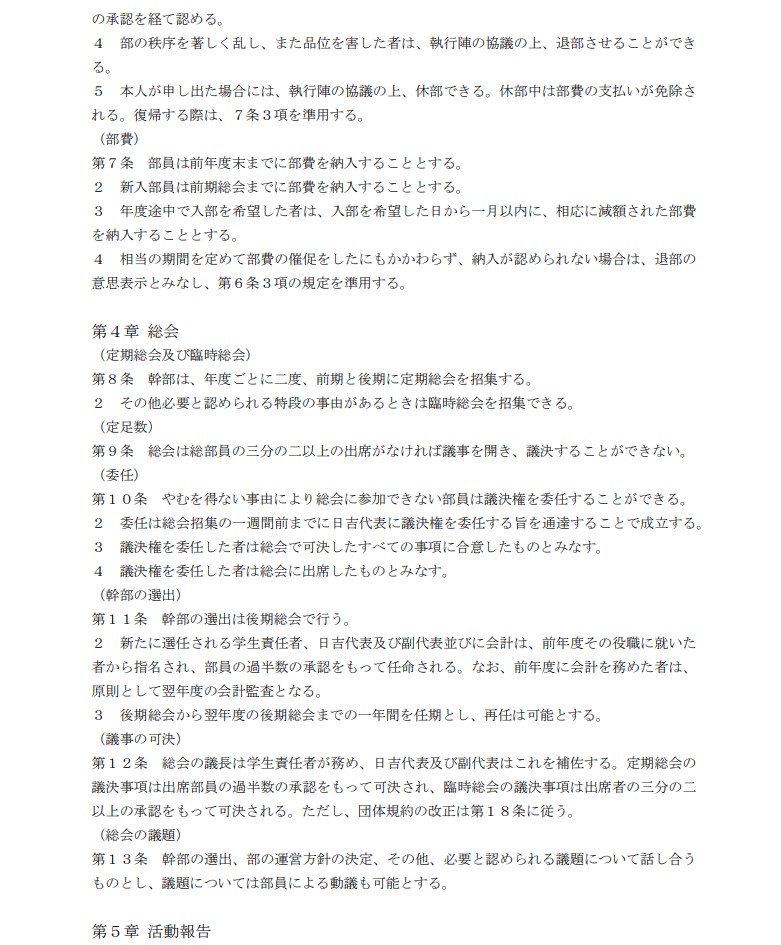 の承認を経て認める。
４　部の秩序を著しく乱し、また品位を害した者は、執行陣の協議の上、退部させることができ
る。
５　本人が申し出た場合には、執行陣の協議の上、休部できる。休部中は部費の支払いが免除さ
れる。復帰する際は、７条３項を準用する。
（部費）
第７条　部員は前年度末までに部費を納入することとする。
２　新入部員は前期総会までに部費を納入することとする。
３　年度途中で入部を希望した者は、入部を希望した日から一月以内に、相応に減額された部費
を納入することとする。
４　相当の期間を定めて部費の催促をしたにもかかわらず、納入が認められない場合は、退部の
意思表示とみなし、第６条３項の規定を準用する。
第４章 総会
（定期総会及び臨時総会）
第８条　幹部は、年度ごとに二度、前期と後期に定期総会を招集する。
２　その他必要と認められる特段の事由があるときは臨時総会を招集できる。
（定足数）
第９条　総会は総部員の三分の二以上の出席がなければ議事を開き、議決することができない。
（委任）
第１０条　やむを得ない事由により総会に参加できない部員は議決権を委任することができる。
２　委任は総会招集の一週間前までに日吉代表に議決権を委任する旨を通達することで成立する。
３　議決権を委任した者は総会で可決したすべての事項に合意したものとみなす。
４　議決権を委任した者は総会に出席したものとみなす。
（幹部の選出）
第１１条　幹部の選出は後期総会で行う。
２　新たに選任される学生責任者、日吉代表及び副代表並びに会計は、前年度その役職に就いた
者から指名され、部員の過半数の承認をもって任命される。なお、前年度に会計を務めた者は、
原則として翌年度の会計監査となる。
３　後期総会から翌年度の後期総会までの一年間を任期とし、再任は可能とする。
（議事の可決）
第１２条　総会の議長は学生責任者が務め、日吉代表及び副代表はこれを補佐する。定期総会の
議決事項は出席部員の過半数の承認をもって可決され、臨時総会の議決事項は出席者の三分の二
以上の承認をもって可決される。ただし、団体規約の改正は第１８条に従う。
（総会の議題）
第１３条　幹部の選出、部の運営方針の決定、その他、必要と認められる議題について話し合う
ものとし、議題については部員による動議も可能とする。
第５章 活動報告